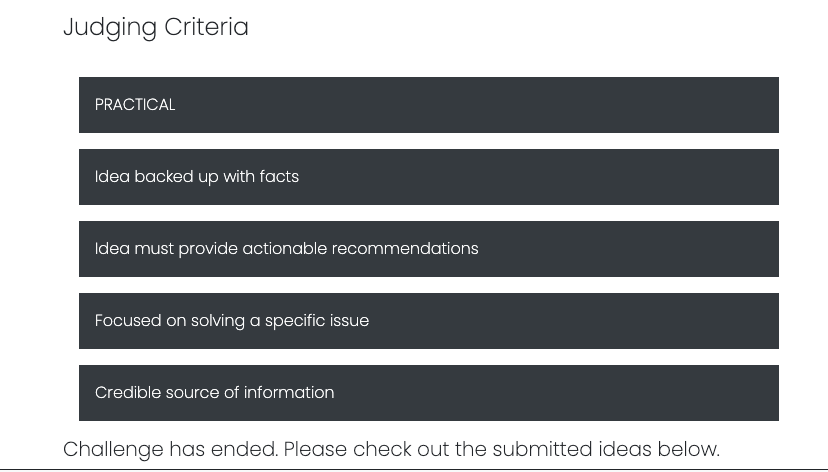 Judging Criteria
PRACTICAL
Idea backed up with facts
Idea must provide actionable recommendations
Focused on solving a specific issue
Credible source of information
Challenge has ended. Please check out the submitted ideas below.